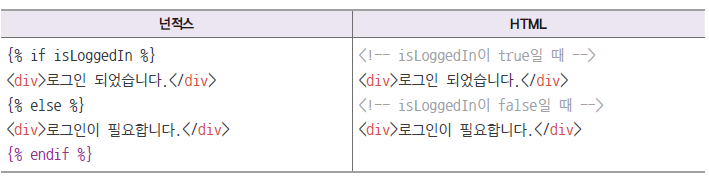 넌적스 HTML
{% if isLoggedIn %} <!-- isLoggedIn이 true일 때 -->
<div>로그인 되었습니다.</div> <div>로그인 되었습니다.</div>
{% else %} <!-- isLoggedIn이 false일 때 -->
<div>로그인이 필요합니다.</div> <div>로그인이 필요합니다.</div>
{% endif %}